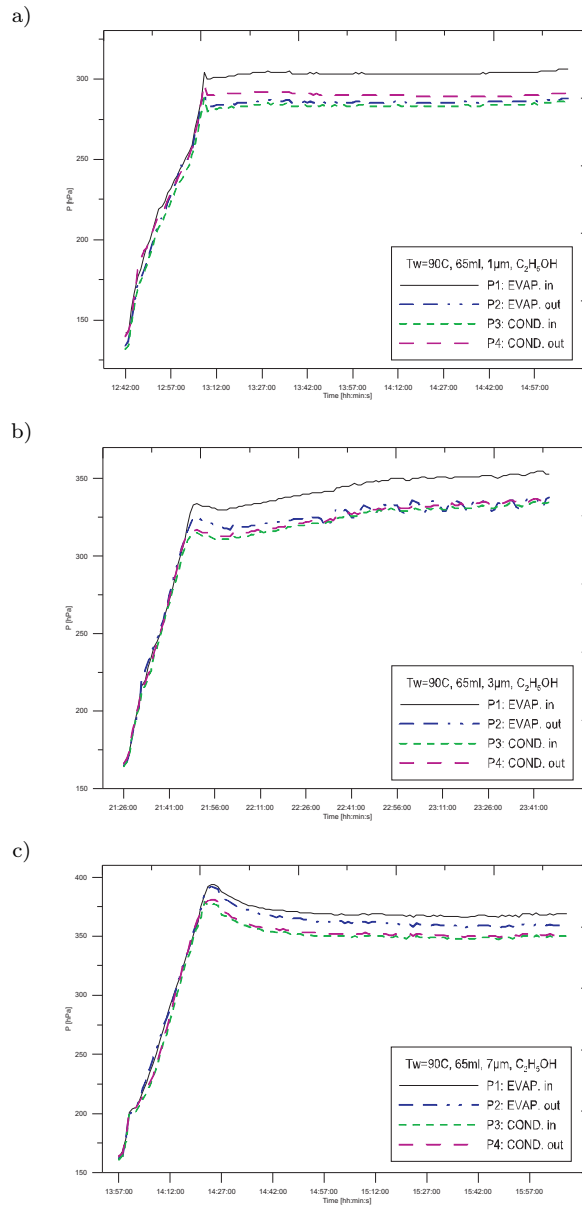 a)
300
250
200
150
P [hPa]
Tw=90C, 65ml, 1μm, C₂H₅OH
P1: EVAP. in
P2: EVAP. out
P3: COND. in
P4: COND. out
12:42:00 12:57:00 13:12:00 13:27:00 13:42:00 13:57:00 14:12:00 14:27:00 14:42:00 14:57:00
Time [hh:min:s]
b)
350
300
250
200
150
P [hPa]
Tw=90C, 65ml, 3μm, C₂H₅OH
P1: EVAP. in
P2: EVAP. out
P3: COND. in
P4: COND. out
21:26:00 21:41:00 21:56:00 22:11:00 22:26:00 22:41:00 22:56:00 23:11:00 23:26:00 23:41:00
Time [hh:min:s]
c)
400
350
300
250
200
150
P [hPa]
Tw=90C, 65ml, 7μm, C₂H₅OH
P1: EVAP. in
P2: EVAP. out
P3: COND. in
P4: COND. out
13:57:00 14:12:00 14:27:00 14:42:00 14:57:00 15:12:00 15:27:00 15:42:00 15:57:00
Time [hh:min:s]